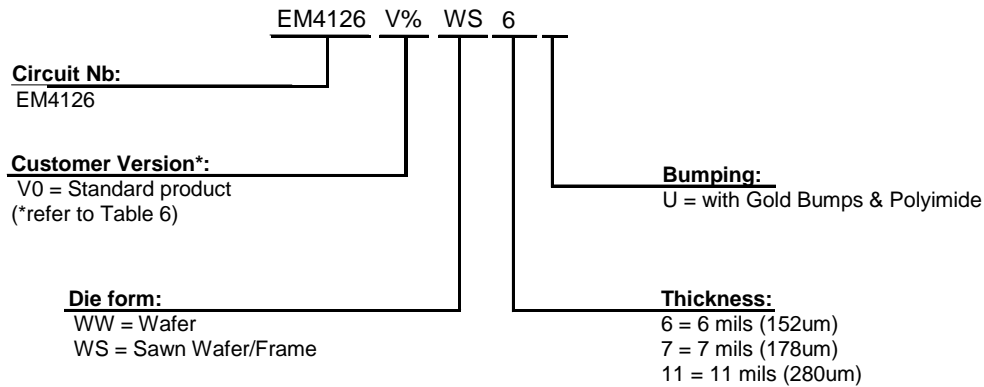 EM4126 V% WS 6
Circuit Nb:
EM4126
Customer Version*:
V0 = Standard product
(*refer to Table 6)
Bumping:
U = with Gold Bumps & Polyimide
Die form:
WW = Wafer
WS = Sawn Wafer/Frame
Thickness:
6 = 6 mils (152um)
7 = 7 mils (178um)
11 = 11 mils (280um)